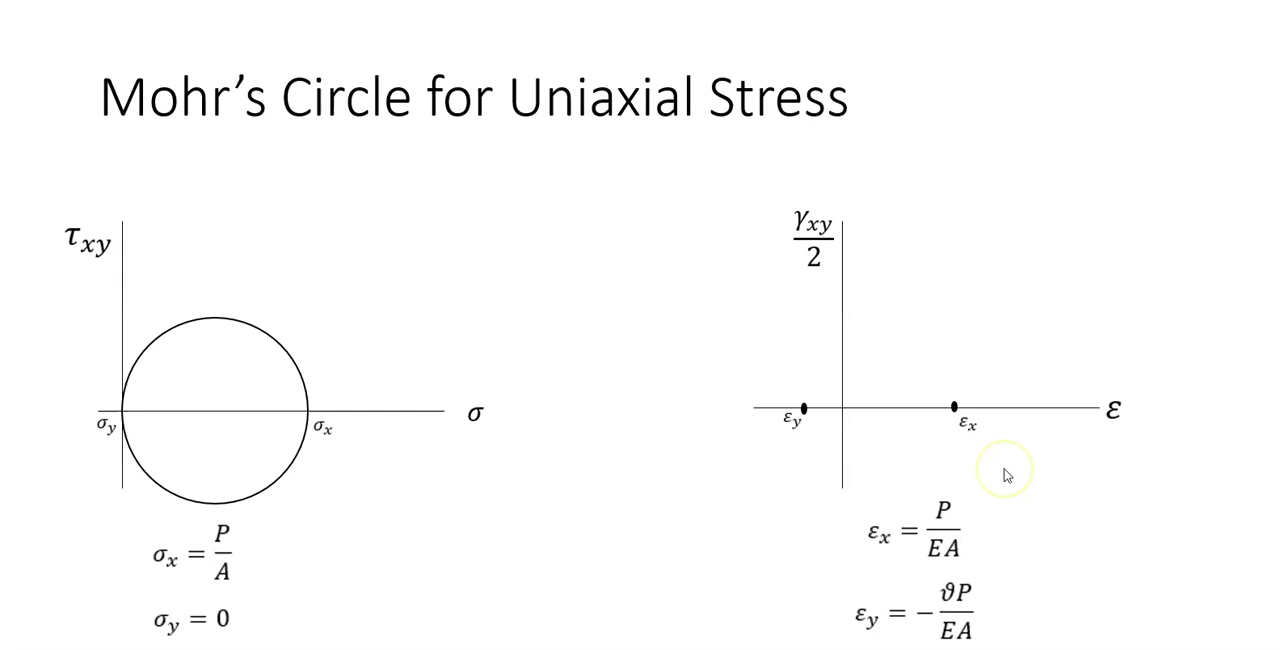 Mohr's Circle for Uniaxial Stress
τxy
σy
σx
σ
σx = P/A
σy = 0
γxy/2
εy
εx
ε
εx = P/EA
εy = − ϑP/EA